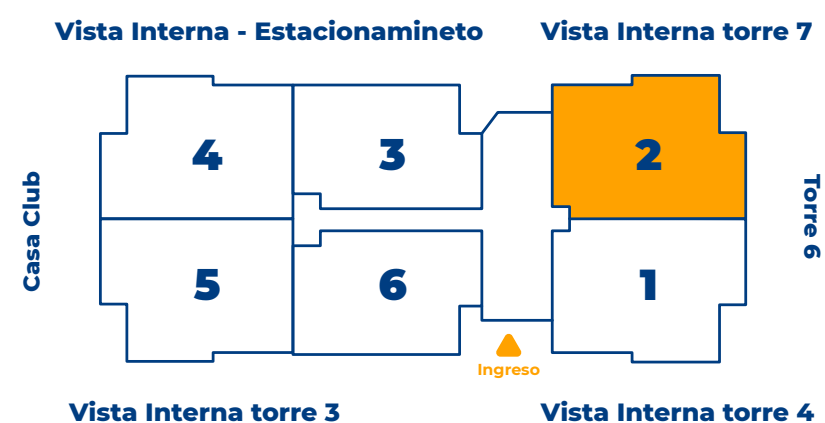 Vista Interna - Estacionamineto
Vista Interna torre 7
4
3
2
Casa Club
Torre 6
5
6
1
Ingreso
Vista Interna torre 3
Vista Interna torre 4